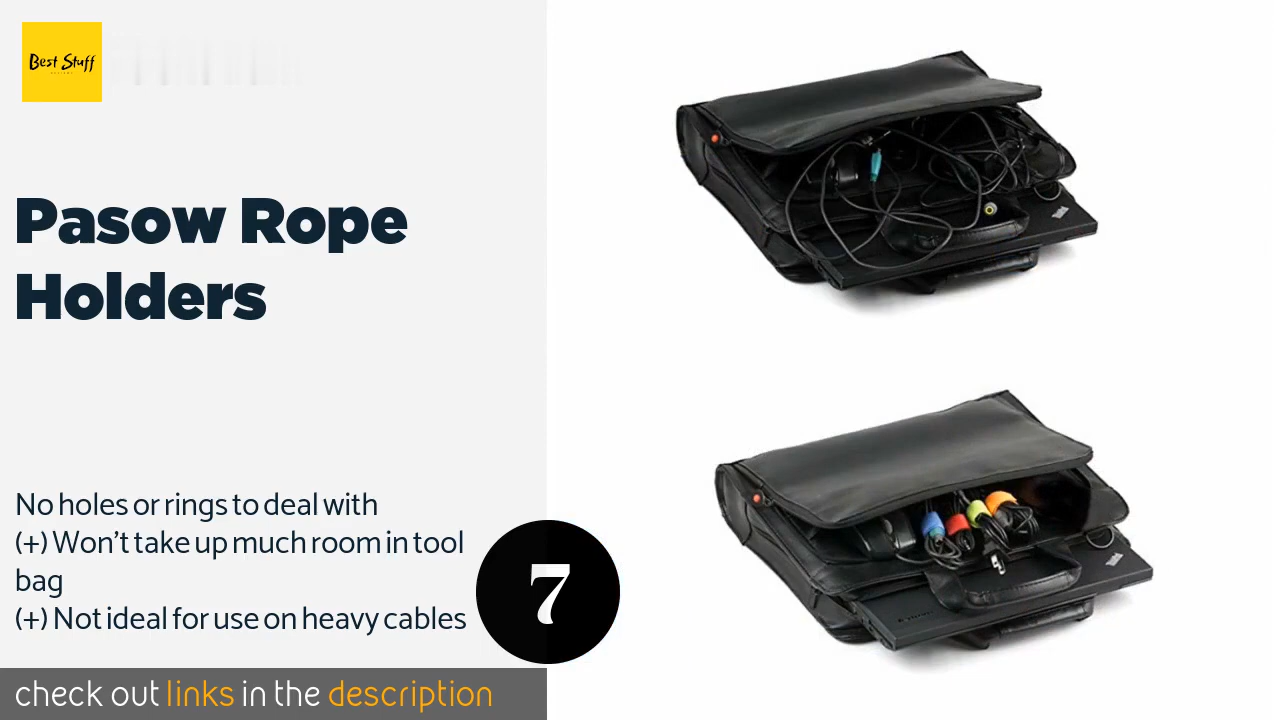 Best Stuff
Pasow Rope
Holders
No holes or rings to deal with
(+) Won't take up much room in tool
bag
(+) Not ideal for use on heavy cables
7
check out links in the description